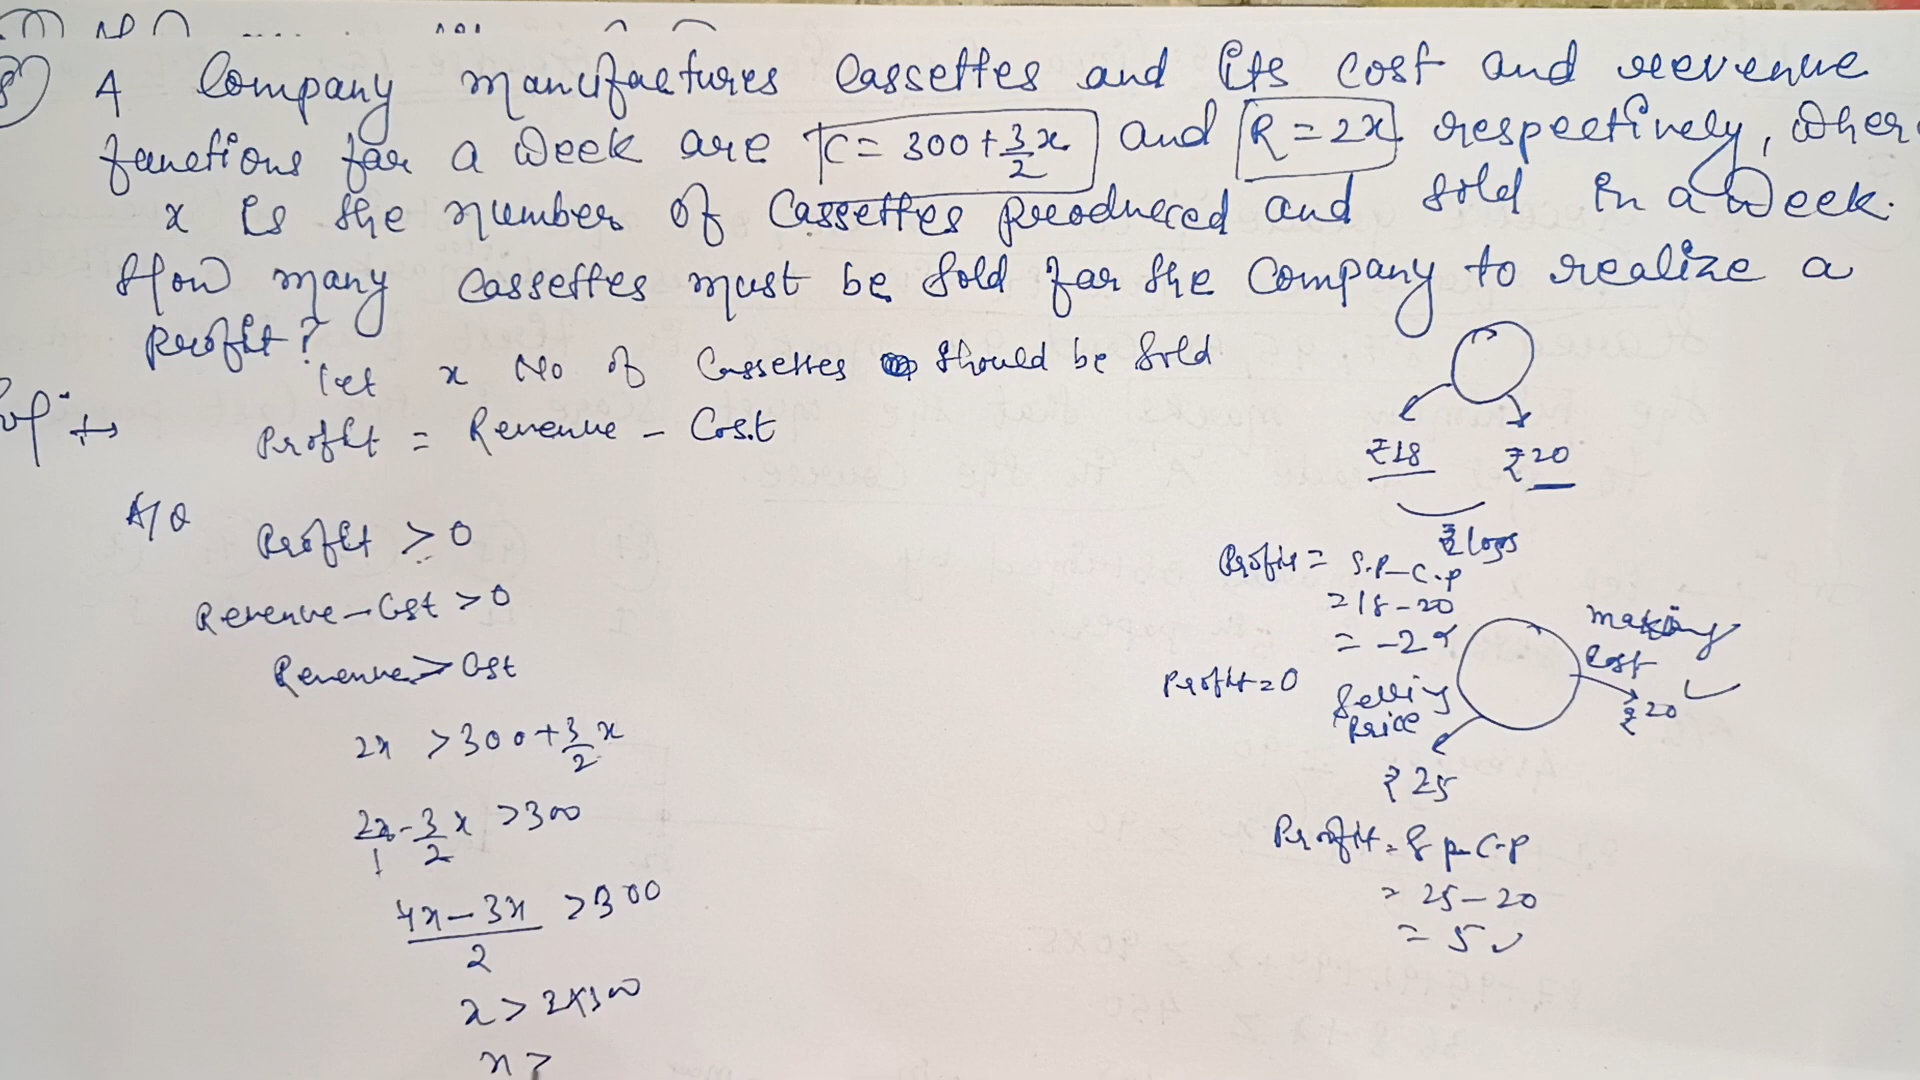 8) A Company manufactures Cassettes and its cost and revenue
functions for a week are C = 300 + 3/2 x and R = 2x respectively, where
x is the number of Cassettes produced and sold in a week.
How many cassettes must be sold for the Company to realize a
profit?
let x No of Cassettes should be sold
Profit = Revenue - Cost
A/Q
Profit > 0
Revenue - Cost > 0
Revenue > Cost
2x > 300 + 3/2 x
2x/1 - 3/2 x > 300
4x - 3x / 2 > 300
x > 2×300
x >
₹18 ₹20
₹2 loss
Profit = S.P - C.P
= 18 - 20
= -2
Profit = 0
Making
Cost
₹20
Selling
Price
₹25
Profit = S.P - C.P
= 25 - 20
= 5 ✓